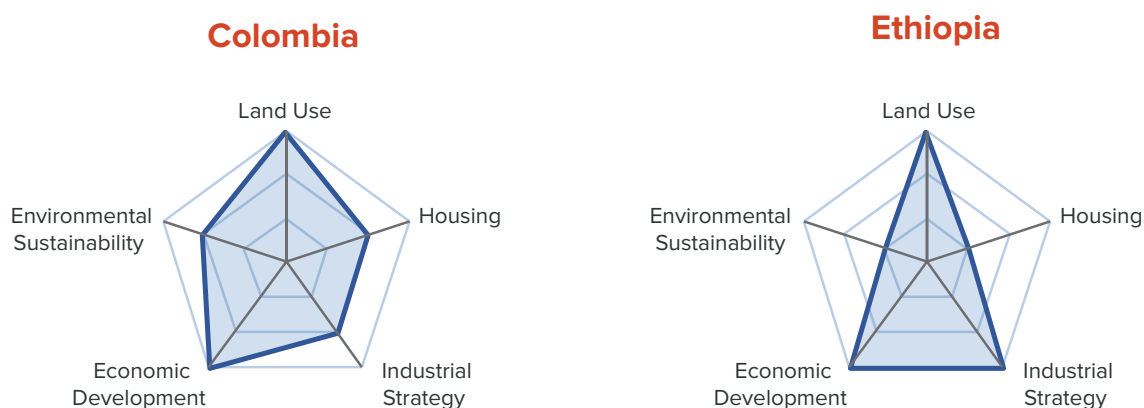 Colombia
Land Use
Environmental
Sustainability
Housing
Economic
Development
Industrial
Strategy
Ethiopia
Land Use
Environmental
Sustainability
Housing
Economic
Development
Industrial
Strategy